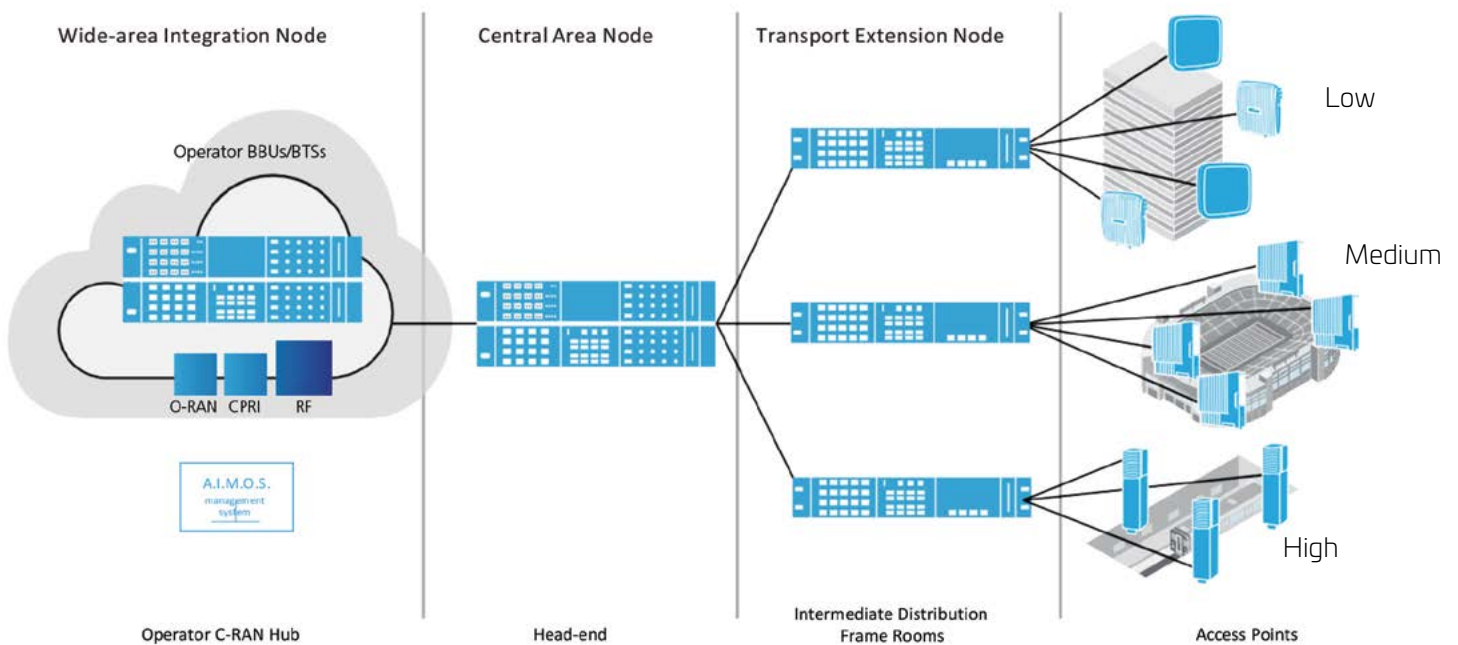 Wide-area Integration Node
Central Area Node
Transport Extension Node
Low
Operator BBUs/BTSs
Medium
O-RAN
CPRI
RF
A.I.M.O.S.
management
system
High
Operator C-RAN Hub
Head-end
Intermediate Distribution
Frame Rooms
Access Points